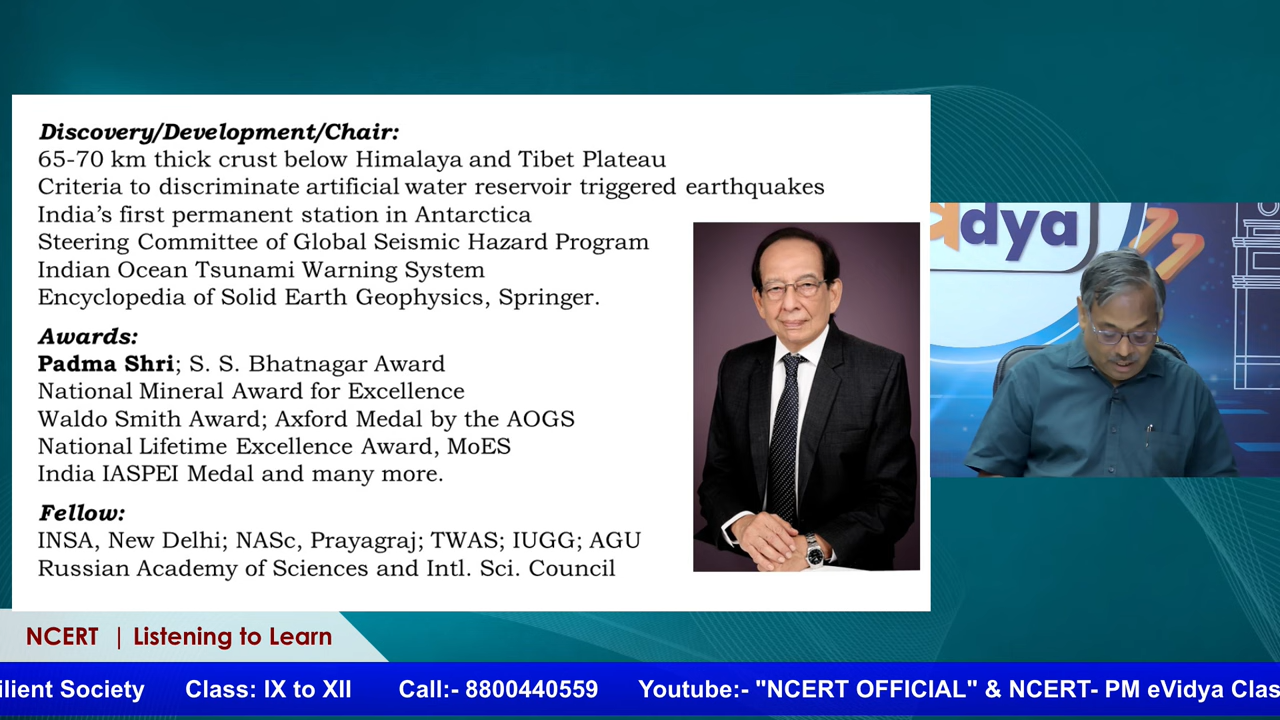 Discovery/Development/Chair:
65-70 km thick crust below Himalaya and Tibet Plateau
Criteria to discriminate artificial water reservoir triggered earthquakes
India's first permanent station in Antarctica
Steering Committee of Global Seismic Hazard Program
Indian Ocean Tsunami Warning System
Encyclopedia of Solid Earth Geophysics, Springer.
Awards:
Padma Shri; S. S. Bhatnagar Award
National Mineral Award for Excellence
Waldo Smith Award; Axford Medal by the AOGS
National Lifetime Excellence Award, MoES
India IASPEI Medal and many more.
Fellow:
INSA, New Delhi; NASc, Prayagraj; TWAS; IUGG; AGU
Russian Academy of Sciences and Intl. Sci. Council
dya
NCERT | Listening to Learn
ilient Society Class: IX to XII Call:- 8800440559 Youtube:- "NCERT OFFICIAL" & NCERT- PM eVidya Clas